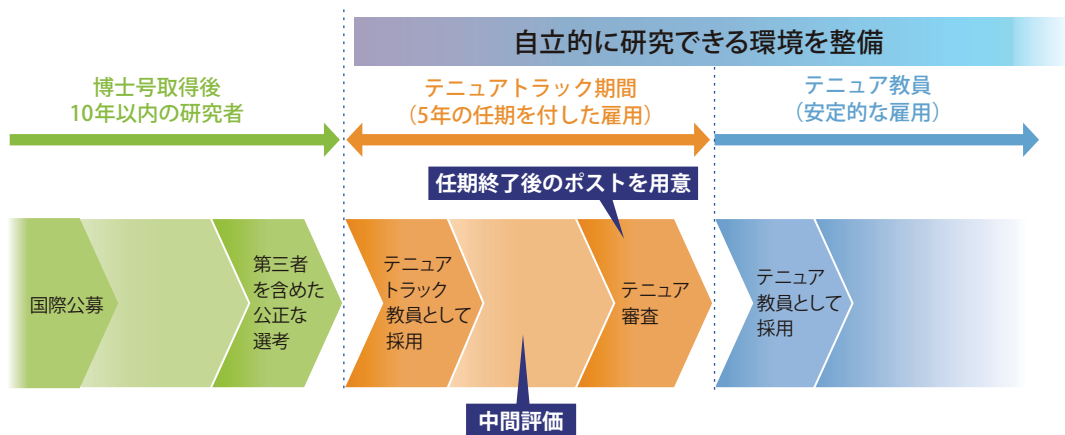 自立的に研究できる環境を整備
博士号取得後
10年以内の研究者
テニュアトラック期間
（5年の任期を付した雇用）
テニュア教員
（安定的な雇用）
任期終了後のポストを用意
国際公募
第三者
を含めた
公正な
選考
テニュア
トラック
教員として
採用
テニュア
審査
テニュア
教員として
採用
中間評価